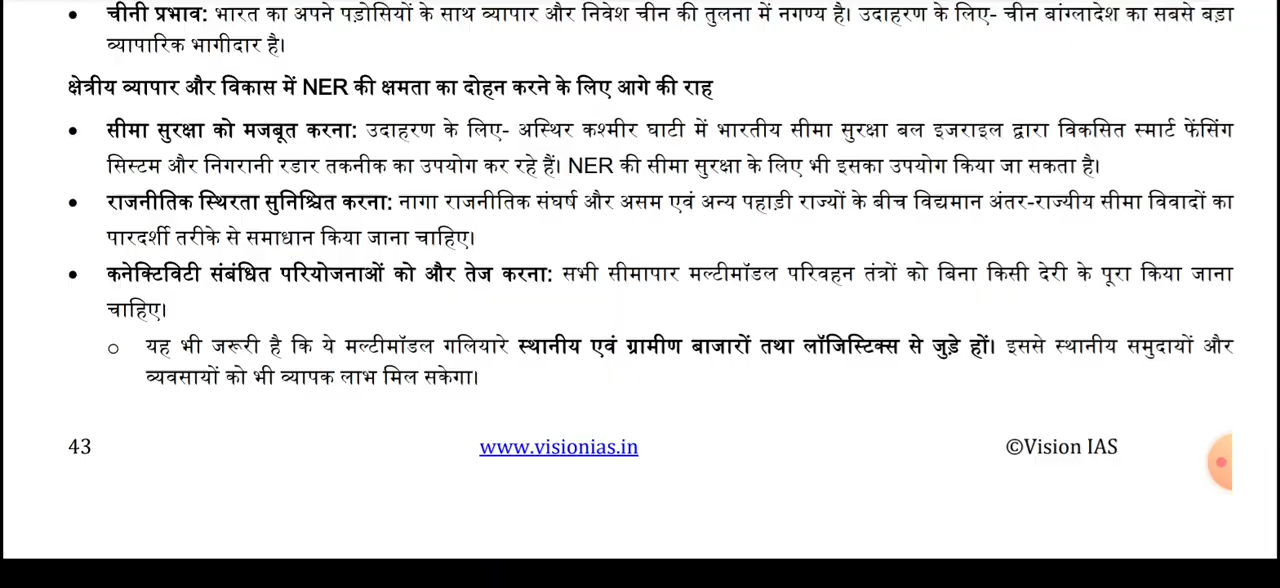 • चीनी प्रभाव: भारत का अपने पड़ोसियों के साथ व्यापार और निवेश चीन की तुलना में नगण्य है। उदाहरण के लिए- चीन बांग्लादेश का सबसे बड़ा
व्यापारिक भागीदार है।
क्षेत्रीय व्यापार और विकास में NER की क्षमता का दोहन करने के लिए आगे की राह
• सीमा सुरक्षा को मजबूत करना: उदाहरण के लिए- अस्थिर कश्मीर घाटी में भारतीय सीमा सुरक्षा बल इजराइल द्वारा विकसित स्मार्ट फेंसिंग
सिस्टम और निगरानी रडार तकनीक का उपयोग कर रहे हैं। NER की सीमा सुरक्षा के लिए भी इसका उपयोग किया जा सकता है।
• राजनीतिक स्थिरता सुनिश्चित करना: नागा राजनीतिक संघर्ष और असम एवं अन्य पहाड़ी राज्यों के बीच विद्यमान अंतर-राज्यीय सीमा विवादों का
पारदर्शी तरीके से समाधान किया जाना चाहिए।
• कनेक्टिविटी संबंधित परियोजनाओं को और तेज करना: सभी सीमापार मल्टीमॉडल परिवहन तंत्रों को बिना किसी देरी के पूरा किया जाना
चाहिए।
o यह भी जरूरी है कि ये मल्टीमॉडल गलियारे स्थानीय एवं ग्रामीण बाजारों तथा लॉजिस्टिक्स से जुड़े हों। इससे स्थानीय समुदायों और
व्यवसायों को भी व्यापक लाभ मिल सकेगा।
43 www.visionias.in ©Vision IAS